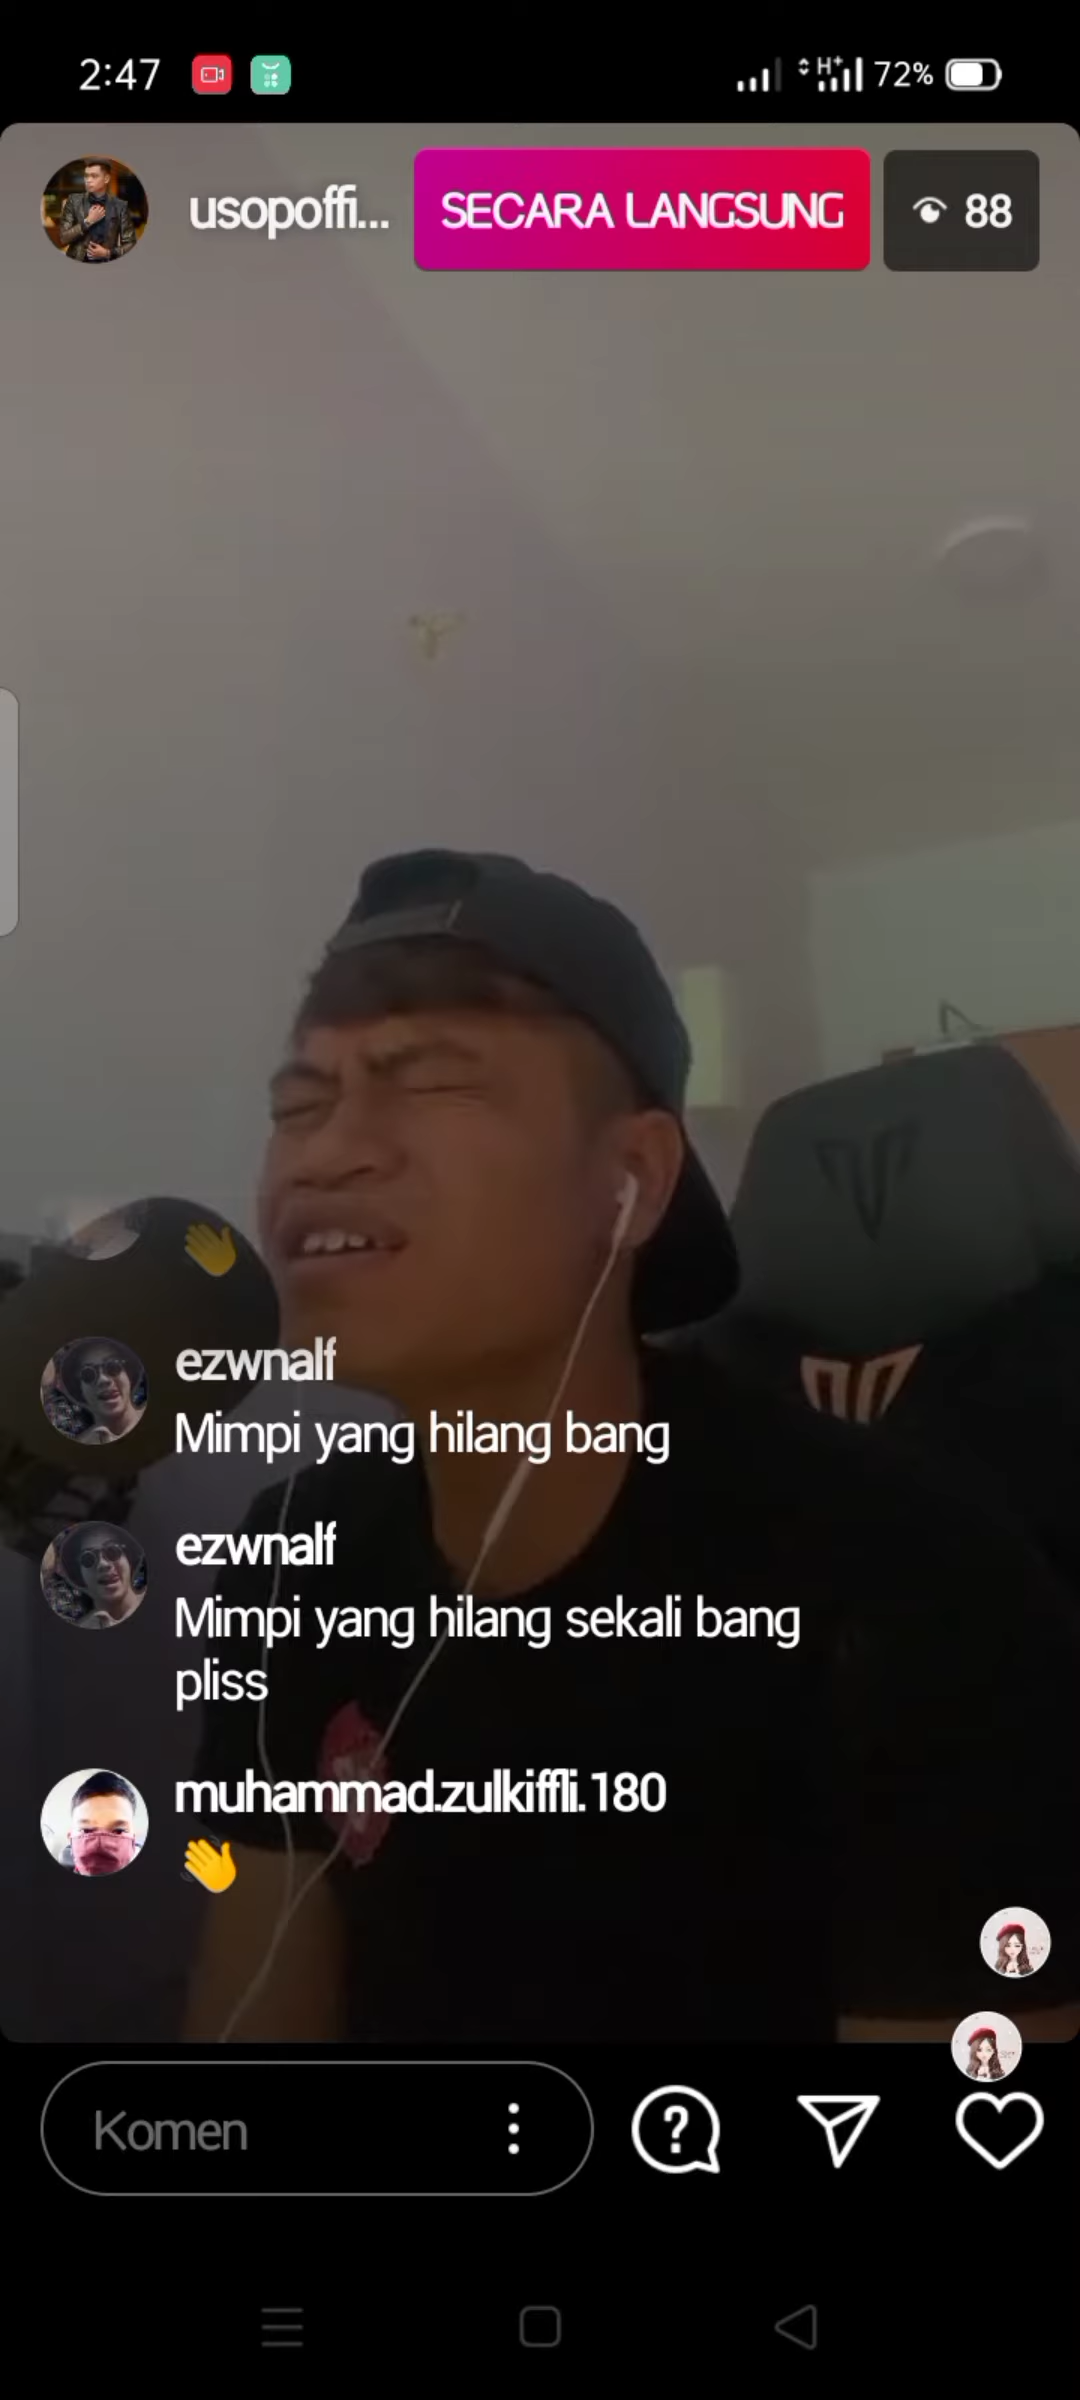 2:47
H+
72%
usopoffi...
SECARA LANGSUNG
88
👋
ezwnalf
Mimpi yang hilang bang
ezwnalf
Mimpi yang hilang sekali bang
pliss
muhammad.zulkiffli.180
👋
Komen